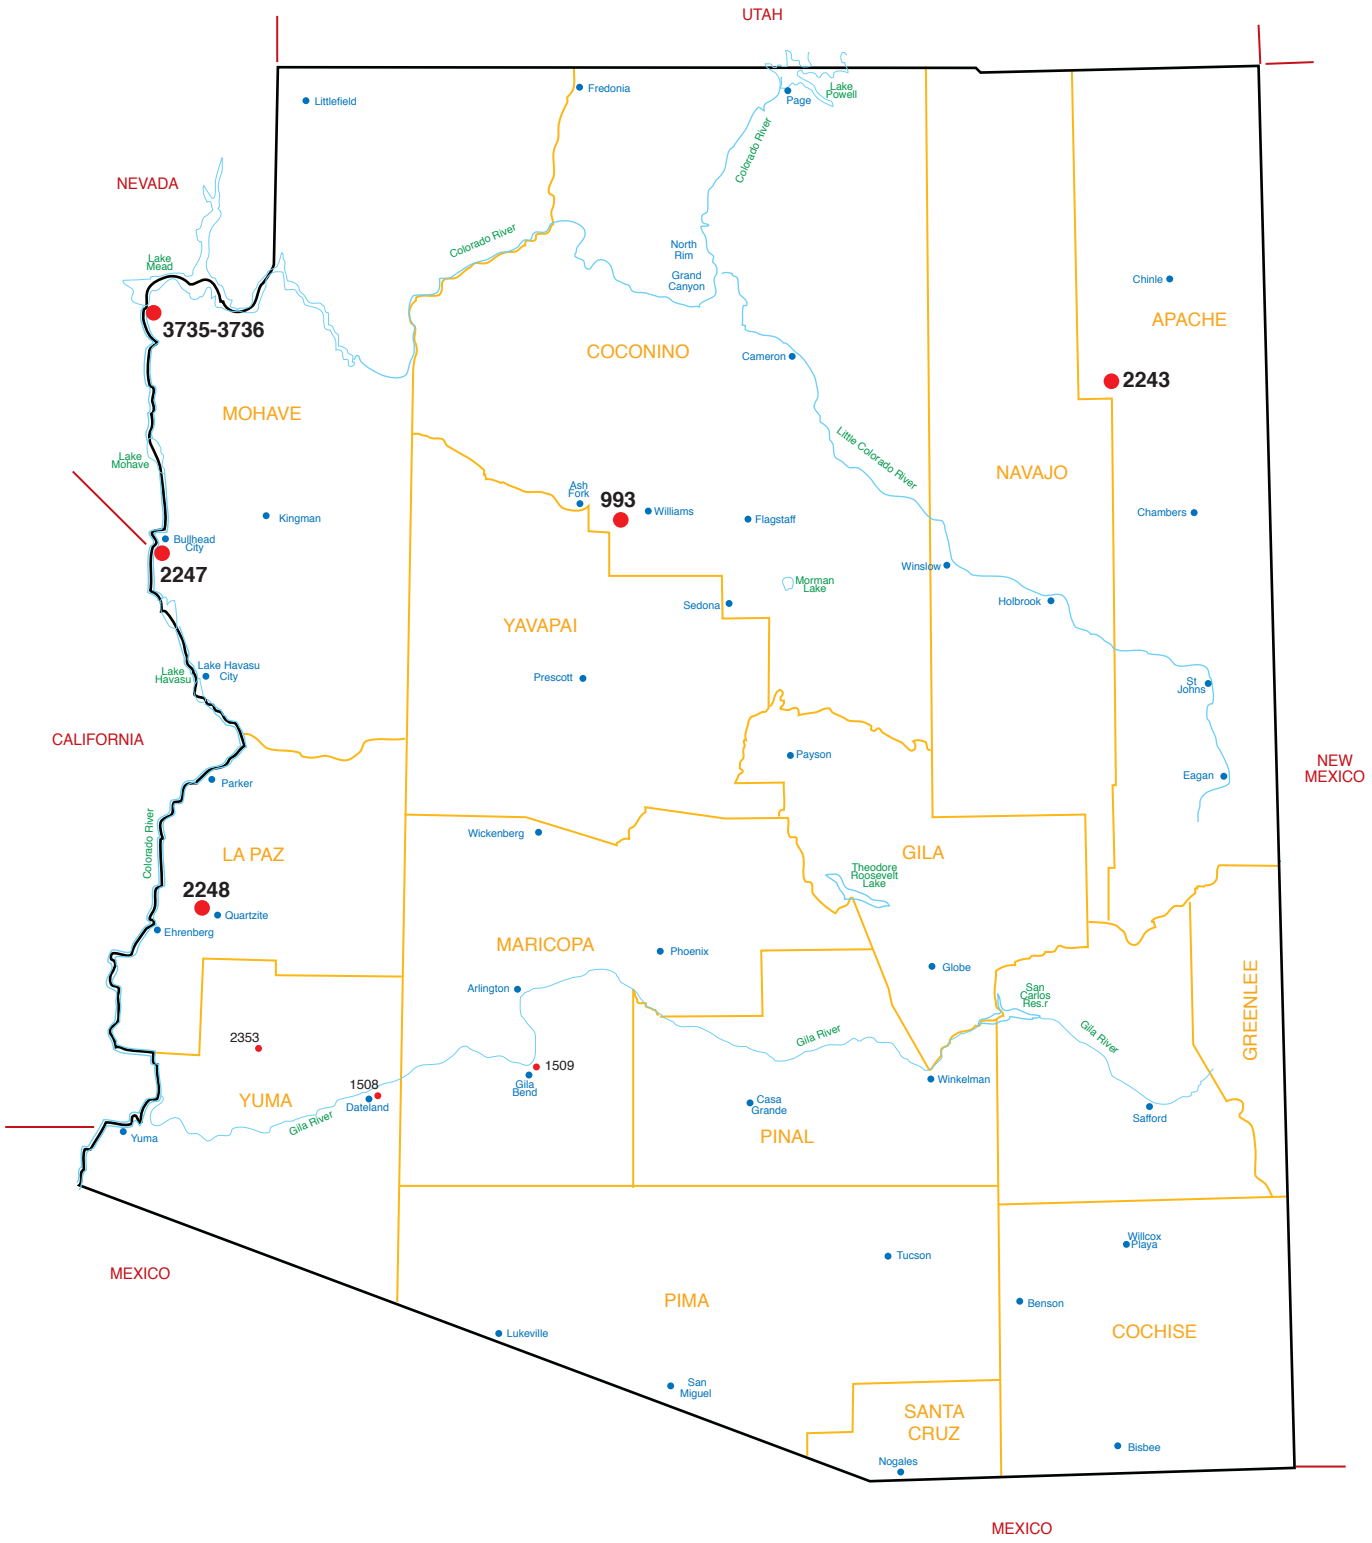 UTAH
Littlefield
Fredonia
Page
Lake
Powell
Colorado River
NEVADA
Colorado River
North
Rim
Grand
Canyon
Lake
Mead
Chinle
3735-3736
APACHE
COCONINO
Cameron
2243
MOHAVE
Little Colorado River
Lake
Mohave
NAVAJO
Ash
Fork
993
Williams
Flagstaff
Chambers
Kingman
Bullhead
City
2247
Winslow
Morman
Lake
Sedona
Holbrook
YAVAPAI
Lake
Havasu
Lake Havasu
City
Prescott
St
Johns
CALIFORNIA
Payson
NEW
MEXICO
Eagan
Parker
Colorado River
Wickenberg
LA PAZ
GILA
Theodore
Roosevelt
Lake
2248
Quartzite
Ehrenberg
MARICOPA
Phoenix
Globe
Arlington
San
Carlos
Res.r
GREENLEE
2353
Gila River
Gila River
1509
Gila
Bend
1508
Dateland
YUMA
Gila River
Winkelman
Casa
Grande
PINAL
Safford
Yuma
MEXICO
Willcox
Playa
Tucson
PIMA
Benson
COCHISE
Lukeville
San
Miguel
SANTA
CRUZ
Bisbee
Nogales
MEXICO